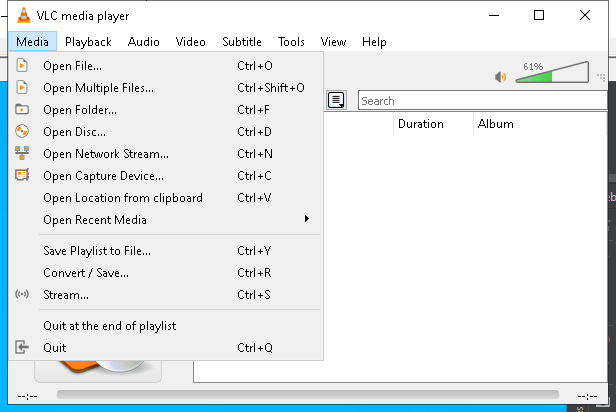 VLC media player
Media Playback Audio Video Subtitle Tools View Help
Open File... Ctrl+O
61%
Open Multiple Files... Ctrl+Shift+O
Search
Open Folder... Ctrl+F
Duration Album
Open Disc... Ctrl+D
Open Network Stream... Ctrl+N
Open Capture Device... Ctrl+C
Open Location from clipboard Ctrl+V
Open Recent Media
Save Playlist to File... Ctrl+Y
Convert / Save... Ctrl+R
Stream... Ctrl+S
Quit at the end of playlist
Quit Ctrl+Q
--:-- --:--